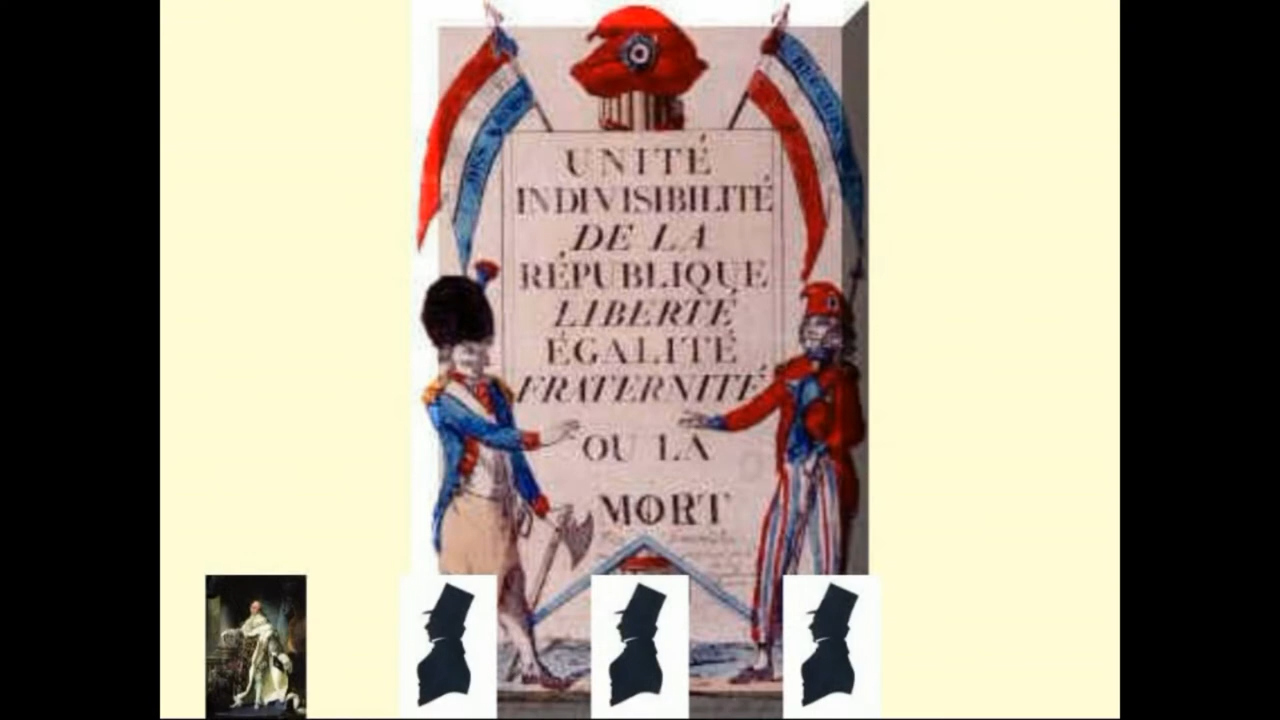 UNITÉ
INDIVISIBILITÉ
DE LA
RÉPUBLIQUE
LIBERTÉ
ÉGALITÉ
FRATERNITÉ
OU LA
MORT